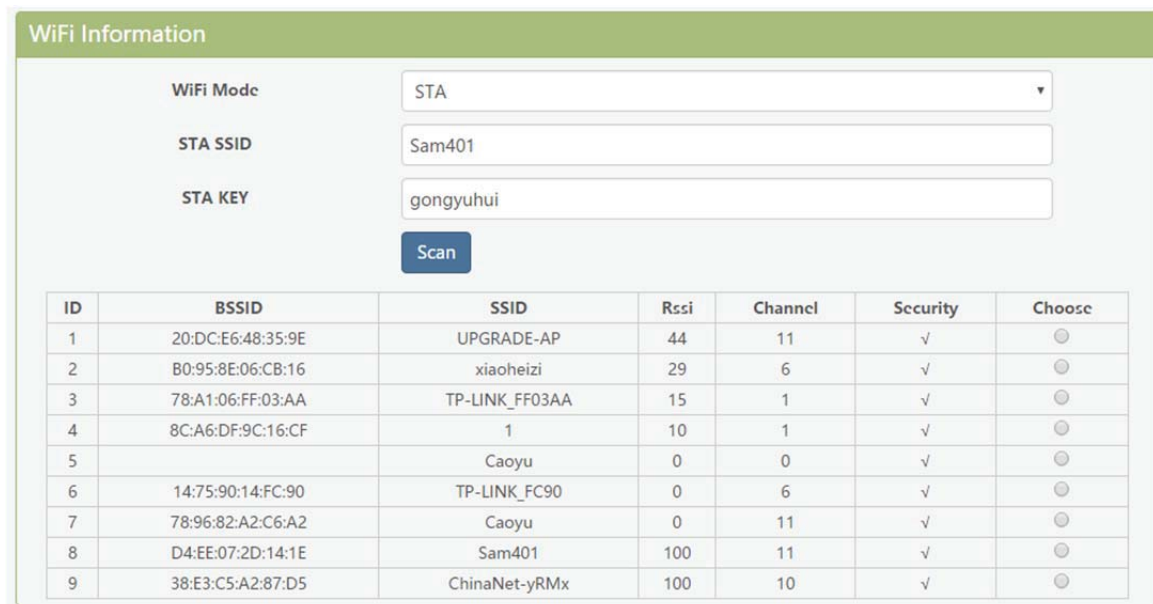 WiFi Information
WiFi Mode STA
STA SSID Sam401
STA KEY gongyuhui
Scan
ID BSSID SSID Rssi Channel Security Choose
1 20:DC:E6:48:35:9E UPGRADE-AP 44 11 √
2 B0:95:8E:06:CB:16 xiaoheizi 29 6 √
3 78:A1:06:FF:03:AA TP-LINK_FF03AA 15 1 √
4 8C:A6:DF:9C:16:CF 1 10 1 √
5 Caoyu 0 0 √
6 14:75:90:14:FC:90 TP-LINK_FC90 0 6 √
7 78:96:82:A2:C6:A2 Caoyu 0 11 √
8 D4:EE:07:2D:14:1E Sam401 100 11 √
9 38:E3:C5:A2:87:D5 ChinaNet-yRMx 100 10 √